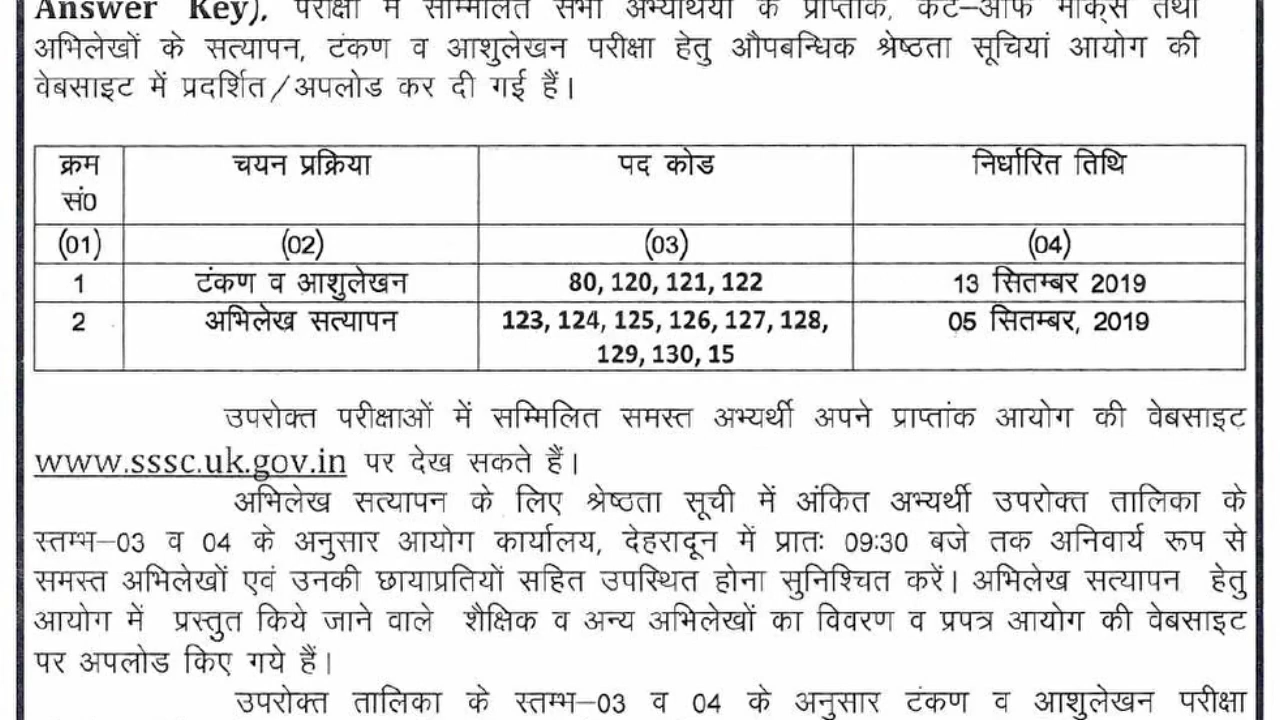 Answer Key), परीक्षा में सम्मिलित सभी अभ्यर्थियों के प्राप्तांक, कट–ऑफ मार्क्स तथा
अभिलेखों के सत्यापन, टंकण व आशुलेखन परीक्षा हेतु औपबन्धिक श्रेष्ठता सूचियां आयोग की
वेबसाइट में प्रदर्शित/अपलोड कर दी गई हैं।
क्रम सं0 चयन प्रक्रिया पद कोड निर्धारित तिथि
(01) (02) (03) (04)
1 टंकण व आशुलेखन 80, 120, 121, 122 13 सितम्बर 2019
2 अभिलेख सत्यापन 123, 124, 125, 126, 127, 128, 05 सितम्बर, 2019
129, 130, 15
उपरोक्त परीक्षाओं में सम्मिलित समस्त अभ्यर्थी अपने प्राप्तांक आयोग की वेबसाइट
www.sssc.uk.gov.in पर देख सकते हैं।
अभिलेख सत्यापन के लिए श्रेष्ठता सूची में अंकित अभ्यर्थी उपरोक्त तालिका के
स्तम्भ–03 व 04 के अनुसार आयोग कार्यालय, देहरादून में प्रातः 09:30 बजे तक अनिवार्य रूप से
समस्त अभिलेखों एवं उनकी छायाप्रतियों सहित उपस्थित होना सुनिश्चित करें। अभिलेख सत्यापन हेतु
आयोग में प्रस्तुत किये जाने वाले शैक्षिक व अन्य अभिलेखों का विवरण व प्रपत्र आयोग की वेबसाइट
पर अपलोड किए गये हैं।
उपरोक्त तालिका के स्तम्भ–03 व 04 के अनुसार टंकण व आशुलेखन परीक्षा